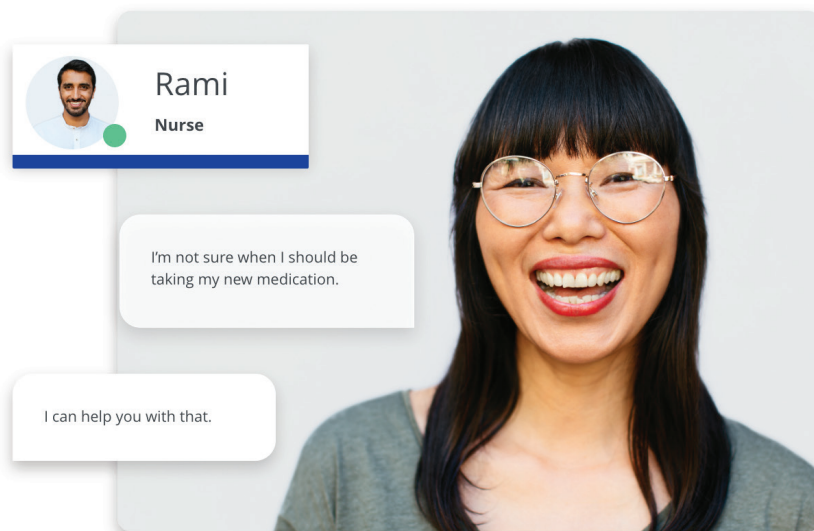 Rami
Nurse
I’m not sure when I should be
taking my new medication.
I can help you with that.